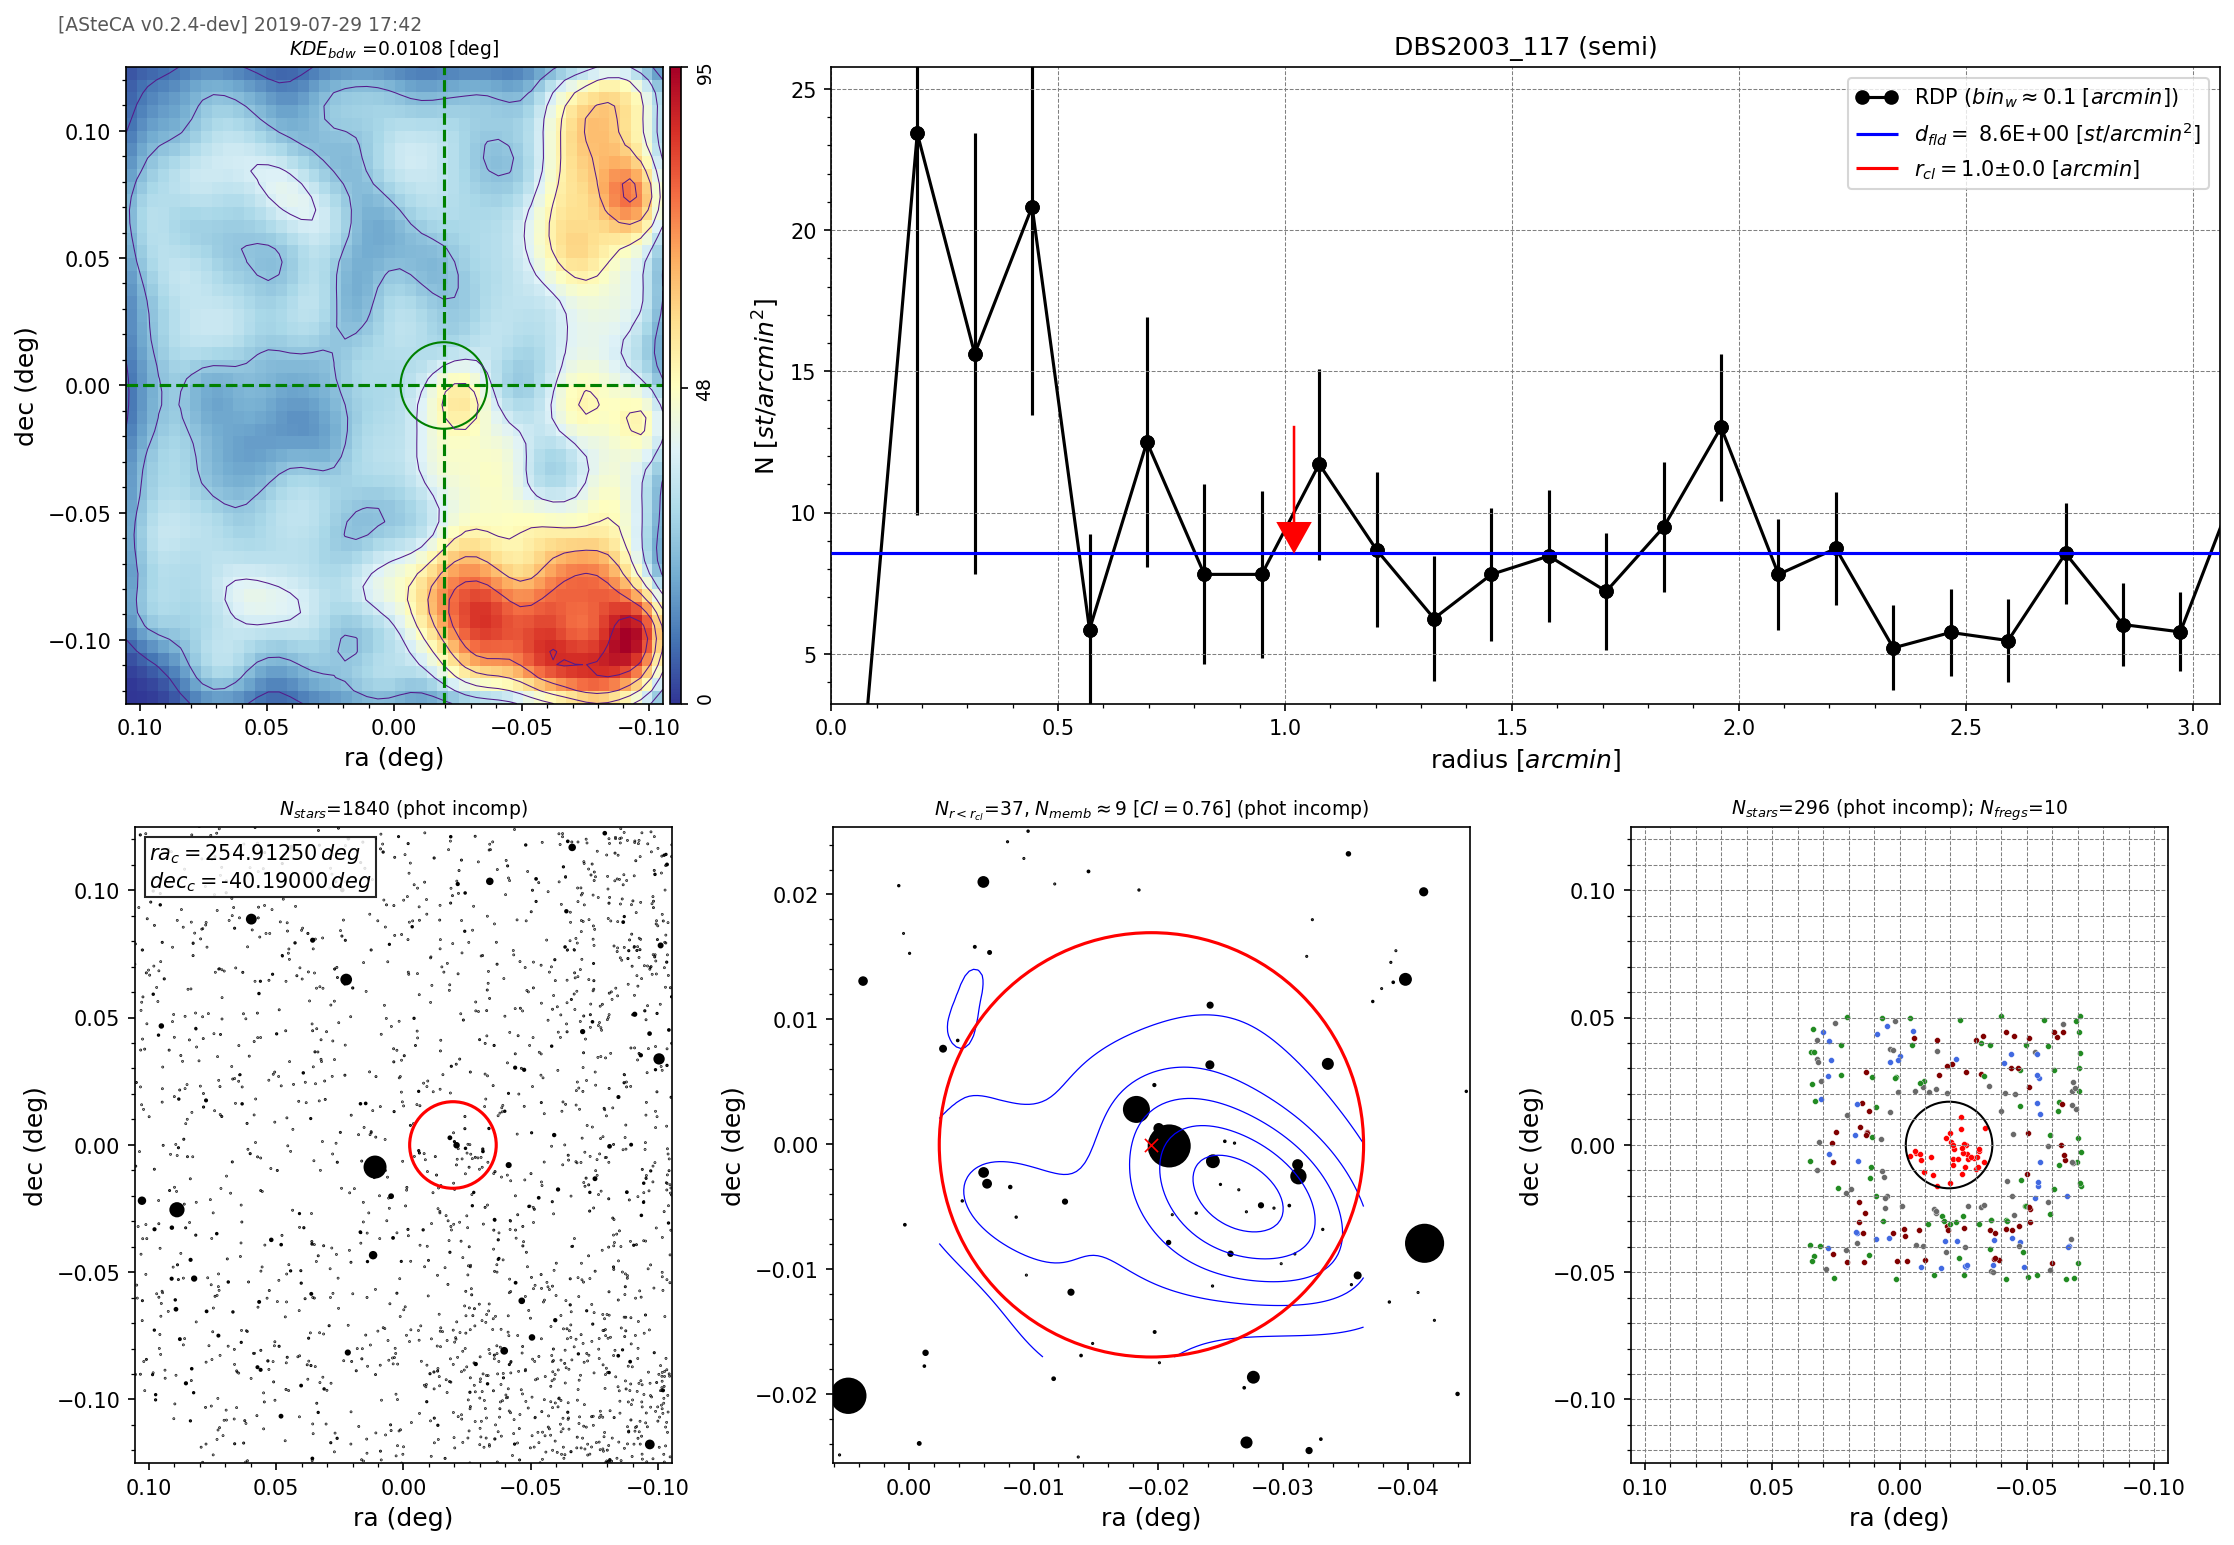 [ASteCA v0.2.4-dev] 2019-07-29 17:42
KDE_bdw =0.0108 [deg]
0.10
0.05
0.00
−0.05
−0.10
dec (deg)
0.10 0.05 0.00 −0.05 −0.10
ra (deg)
95
48
0
DBS2003_117 (semi)
25
20
15
10
5
N [st/arcmin²]
RDP (bin_w≈0.1 [arcmin])
d_fld = 8.6E+00 [st/arcmin²]
r_cl=1.0±0.0 [arcmin]
0.0 0.5 1.0 1.5 2.0 2.5 3.0
radius [arcmin]
N_stars=1840 (phot incomp)
ra_c = 254.91250 deg
dec_c = -40.19000 deg
0.10
0.05
0.00
−0.05
−0.10
dec (deg)
0.10 0.05 0.00 −0.05 −0.10
ra (deg)
N_r<r_cl=37, N_memb≈9 [CI = 0.76] (phot incomp)
0.02
0.01
0.00
−0.01
−0.02
dec (deg)
0.00 −0.01 −0.02 −0.03 −0.04
ra (deg)
N_stars=296 (phot incomp); N_fregs=10
0.10
0.05
0.00
−0.05
−0.10
dec (deg)
0.10 0.05 0.00 −0.05 −0.10
ra (deg)